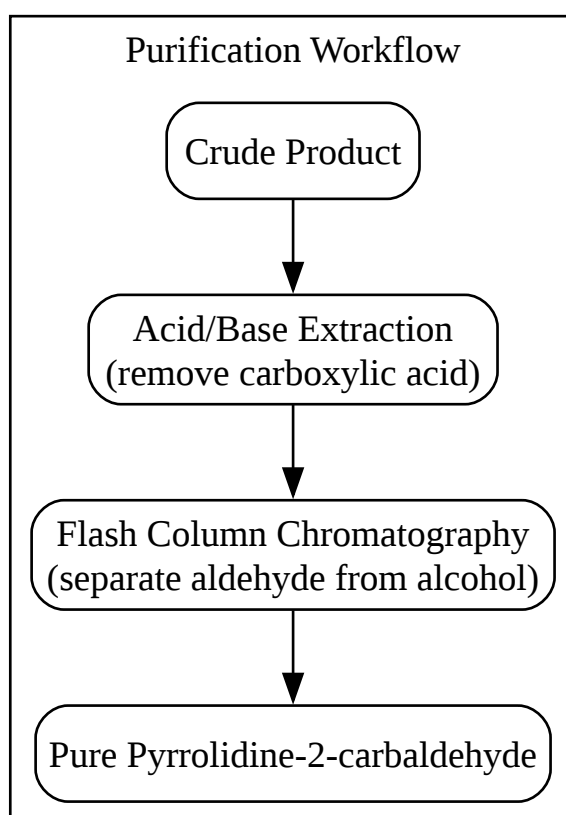 Purification Workflow
Crude Product
Acid/Base Extraction
(remove carboxylic acid)
Flash Column Chromatography
(separate aldehyde from alcohol)
Pure Pyrrolidine-2-carbaldehyde